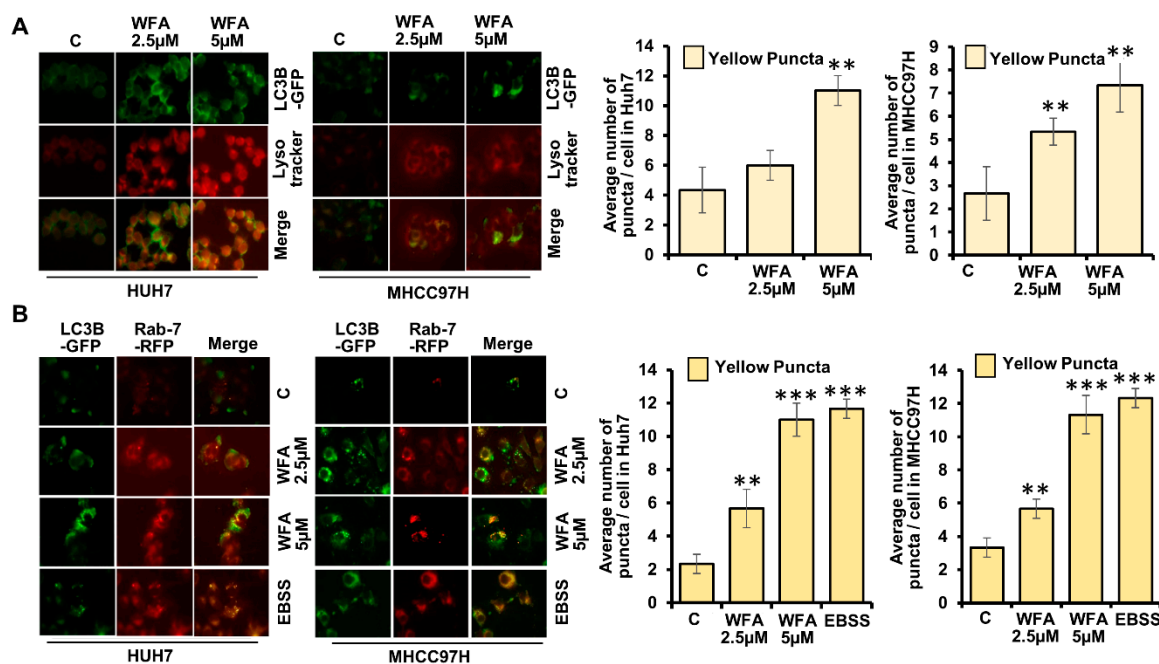 A
C
WFA
2.5µM
WFA
5µM
LC3B
-GFP
Lyso
tracker
Merge
HUH7
C
WFA
2.5µM
WFA
5µM
LC3B
-GFP
Lyso
tracker
Merge
MHCC97H
Average number of
puncta / cell in Huh7
14
12
10
8
6
4
2
0
Yellow Puncta
**
C
WFA
2.5µM
WFA
5µM
Average number of
puncta / cell in MHCC97H
9
8
7
6
5
4
3
2
1
0
Yellow Puncta
**
**
C
WFA
2.5µM
WFA
5µM
B
LC3B
-GFP
Rab-7
-RFP
Merge
C
WFA
2.5µM
WFA
5µM
EBSS
HUH7
LC3B
-GFP
Rab-7
-RFP
Merge
C
WFA
2.5µM
WFA
5µM
EBSS
MHCC97H
Average number of
puncta / cell in Huh7
14
12
10
8
6
4
2
0
Yellow Puncta
**
***
***
C
WFA
2.5µM
WFA
5µM
EBSS
Average number of
puncta / cell in MHCC97H
14
12
10
8
6
4
2
0
Yellow Puncta
**
***
***
C
WFA
2.5µM
WFA
5µM
EBSS